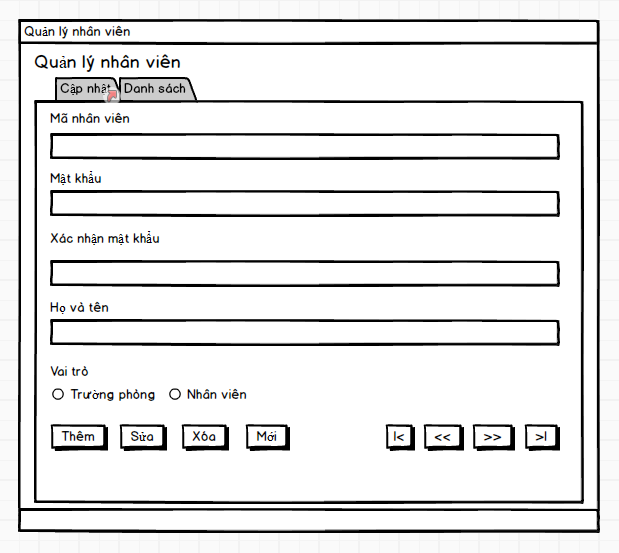 Quản lý nhân viên
Quản lý nhân viên
Cập nhật Danh sách
Mã nhân viên
Mật khẩu
Xác nhận mật khẩu
Họ và tên
Vai trò
Trường phòng Nhân viên
Thêm Sửa Xóa Mới |< << >> >|